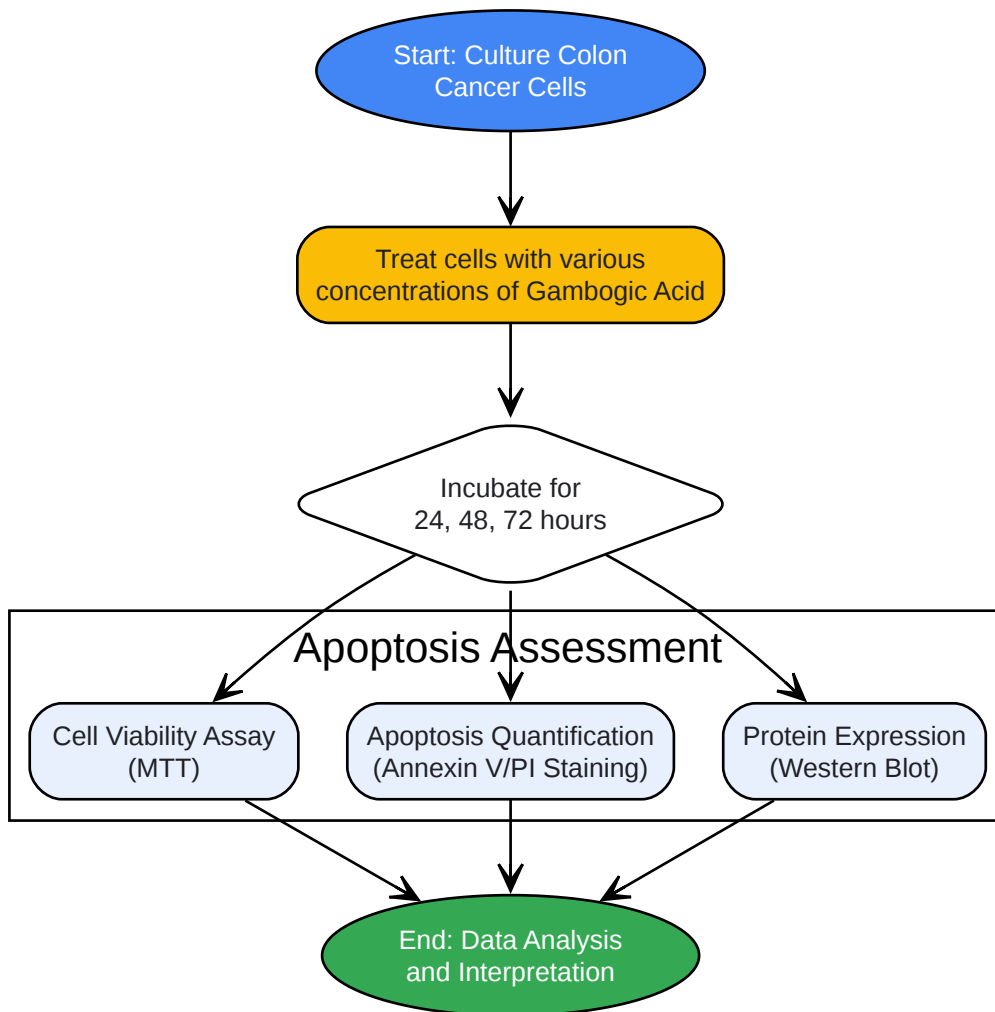 Start: Culture Colon
Cancer Cells
Treat cells with various
concentrations of Gambogic Acid
Incubate for
24, 48, 72 hours
Apoptosis Assessment
Cell Viability Assay
(MTT)
Apoptosis Quantification
(Annexin V/PI Staining)
Protein Expression
(Western Blot)
End: Data Analysis
and Interpretation